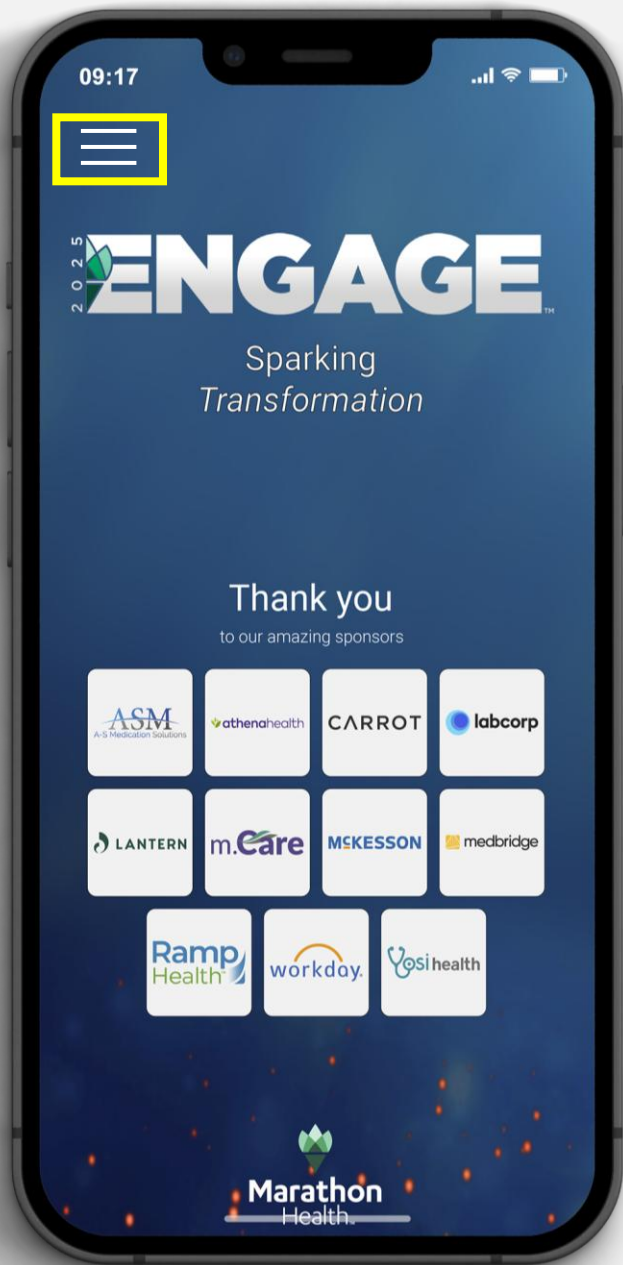 09:17
2025 ENGAGE™
Sparking
Transformation
Thank you
to our amazing sponsors
ASM
A-S Medication Solutions
athenahealth
CARROT
labcorp
LANTERN
m.Care
MCKESSON
medbridge
Ramp
Health
workday.
Yosi health
Marathon
Health